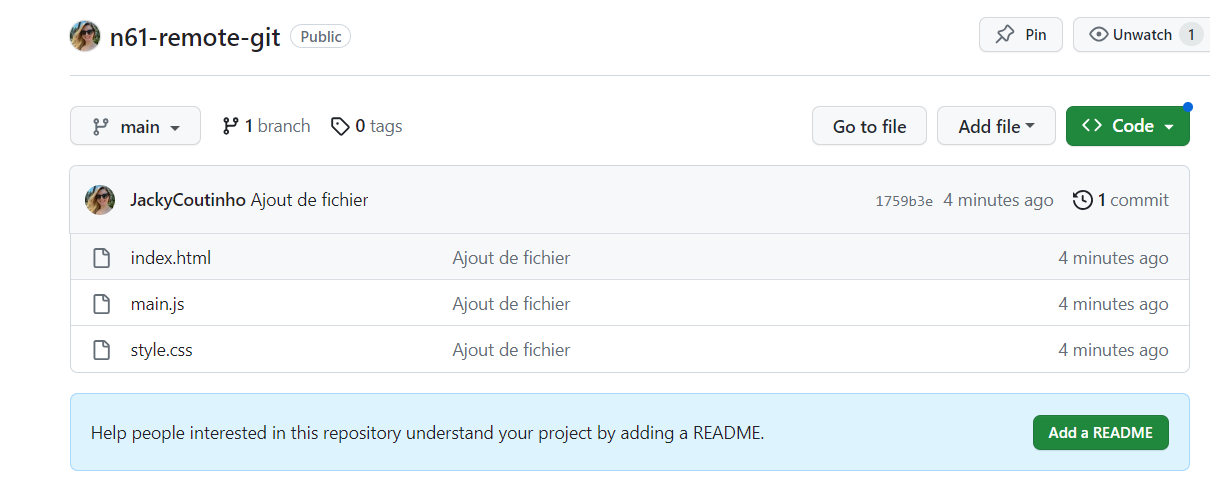 n61-remote-git Public Pin Unwatch 1
main 1 branch 0 tags Go to file Add file Code
JackyCoutinho Ajout de fichier 1759b3e 4 minutes ago 1 commit
index.html Ajout de fichier 4 minutes ago
main.js Ajout de fichier 4 minutes ago
style.css Ajout de fichier 4 minutes ago
Help people interested in this repository understand your project by adding a README. Add a README